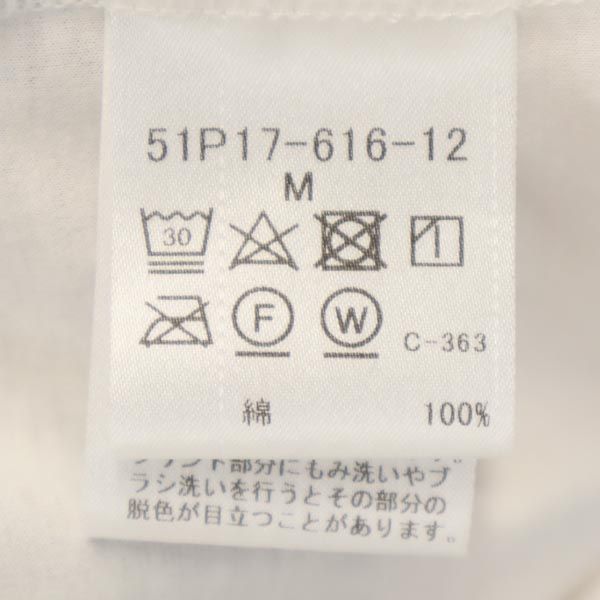 51P17-616-12
M
30
F W C-363
綿 100%
プリント部分にもみ洗いやブ
ラシ洗いを行うとその部分の
脱色が目立つことがあります。